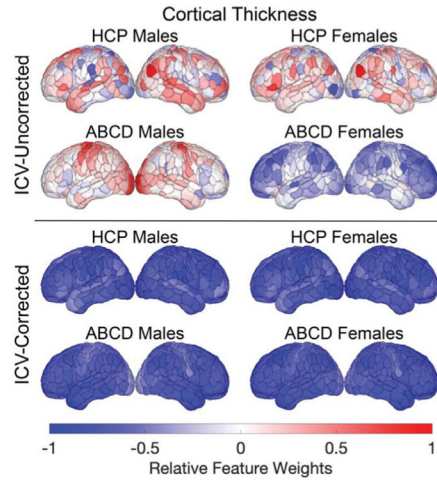 Cortical Thickness
HCP Males HCP Females
ICV-Uncorrected
ABCD Males ABCD Females
HCP Males HCP Females
ICV-Corrected
ABCD Males ABCD Females
-1 -0.5 0 0.5 1
Relative Feature Weights